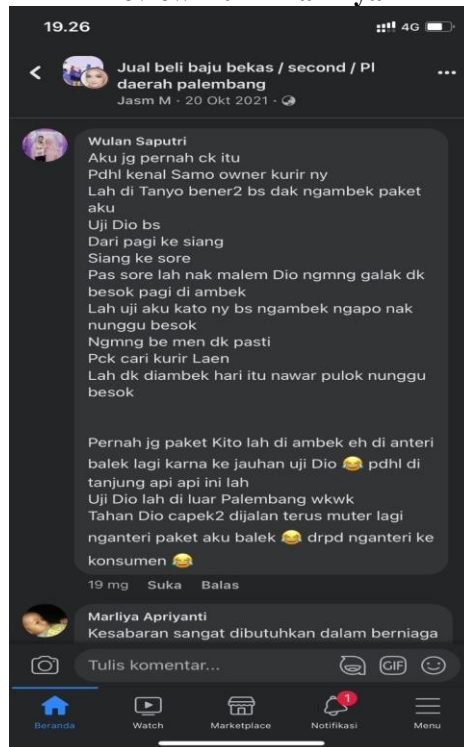 19.26
4G
Jual beli baju bekas / second / Pl
daerah palembang
Jasm M · 20 Okt 2021 ·
Wulan Saputri
Aku jg pernah ck itu
Pdhl kenal Samo owner kurir ny
Lah di Tanyo bener2 bs dak ngambek paket
aku
Uji Dio bs
Dari pagi ke siang
Siang ke sore
Pas sore lah nak malem Dio ngmng galak dk
besok pagi di ambek
Lah uji aku kato ny bs ngambek ngapo nak
nunggu besok
Ngmng be men dk pasti
Pck cari kurir Laen
Lah dk diambek hari itu nawar pulok nunggu
besok
Pernah jg paket Kito lah di ambek eh di anteri
balek lagi karna ke jauhan uji Dio 😂 pdhl di
tanjung api api ini lah
Uji Dio lah di luar Palembang wkwk
Tahan Dio capek2 dijalan terus muter lagi
nganteri paket aku balek 😂 drpd nganteri ke
konsumen 😂
19 mg Suka Balas
Marliya Apriyanti
Kesabaran sangat dibutuhkan dalam berniaga
Tulis komentar...
GIF
1
Beranda Watch Marketplace Notifikasi Menu